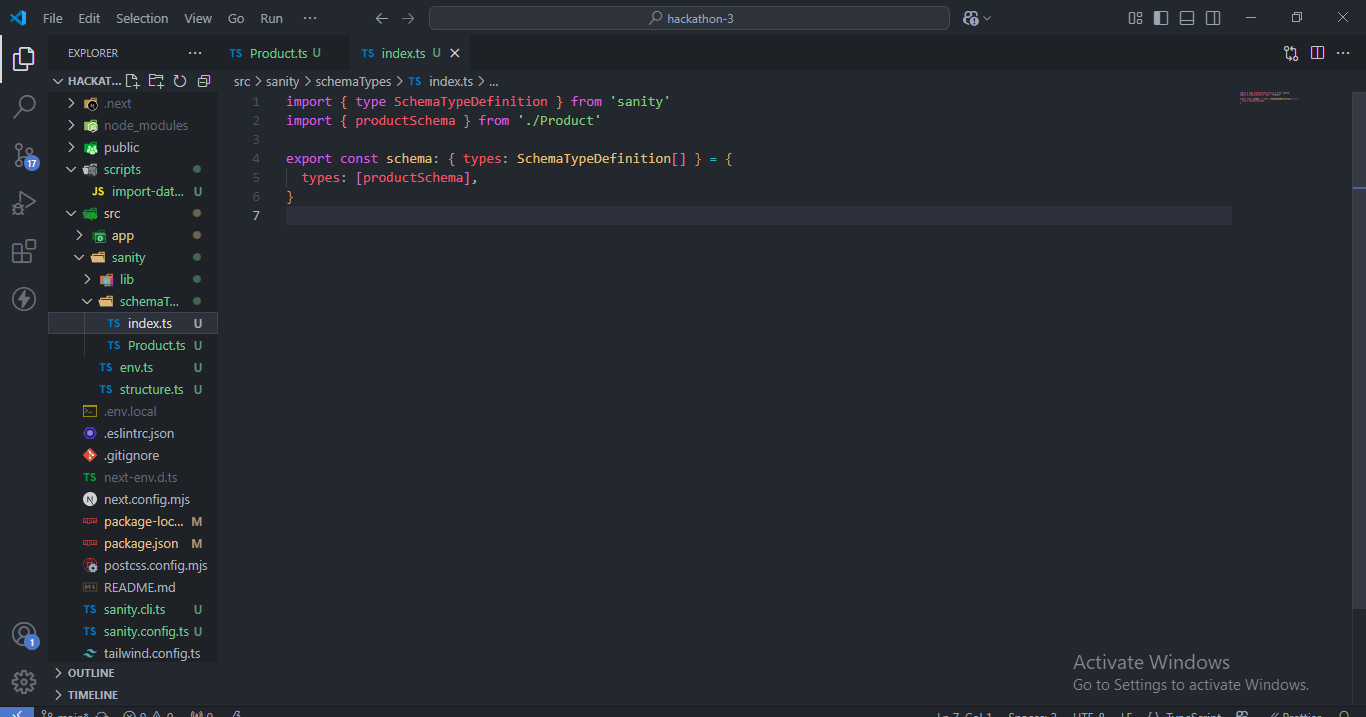 File Edit Selection View Go Run ··· hackathon-3
EXPLORER ···
HACKAT...
.next
node_modules
public
scripts
JS import-dat... U
src
app
sanity
lib
schemaT...
TS index.ts U
TS Product.ts U
TS env.ts U
TS structure.ts U
.env.local
.eslintrc.json
.gitignore
TS next-env.d.ts
N next.config.mjs
package-loc... M
package.json M
postcss.config.mjs
README.md
TS sanity.cli.ts U
TS sanity.config.ts U
tailwind.config.ts
OUTLINE
TIMELINE
17
1
TS Product.ts U TS index.ts U
src > sanity > schemaTypes > TS index.ts > ...
1 import { type SchemaTypeDefinition } from 'sanity'
2 import { productSchema } from './Product'
3
4 export const schema: { types: SchemaTypeDefinition[] } = {
5 types: [productSchema],
6 }
7
Activate Windows
Go to Settings to activate Windows.
main* 0 0 0 Ln 7, Col 1 Spaces: 2 UTF-8 LF { } TypeScript Prettier